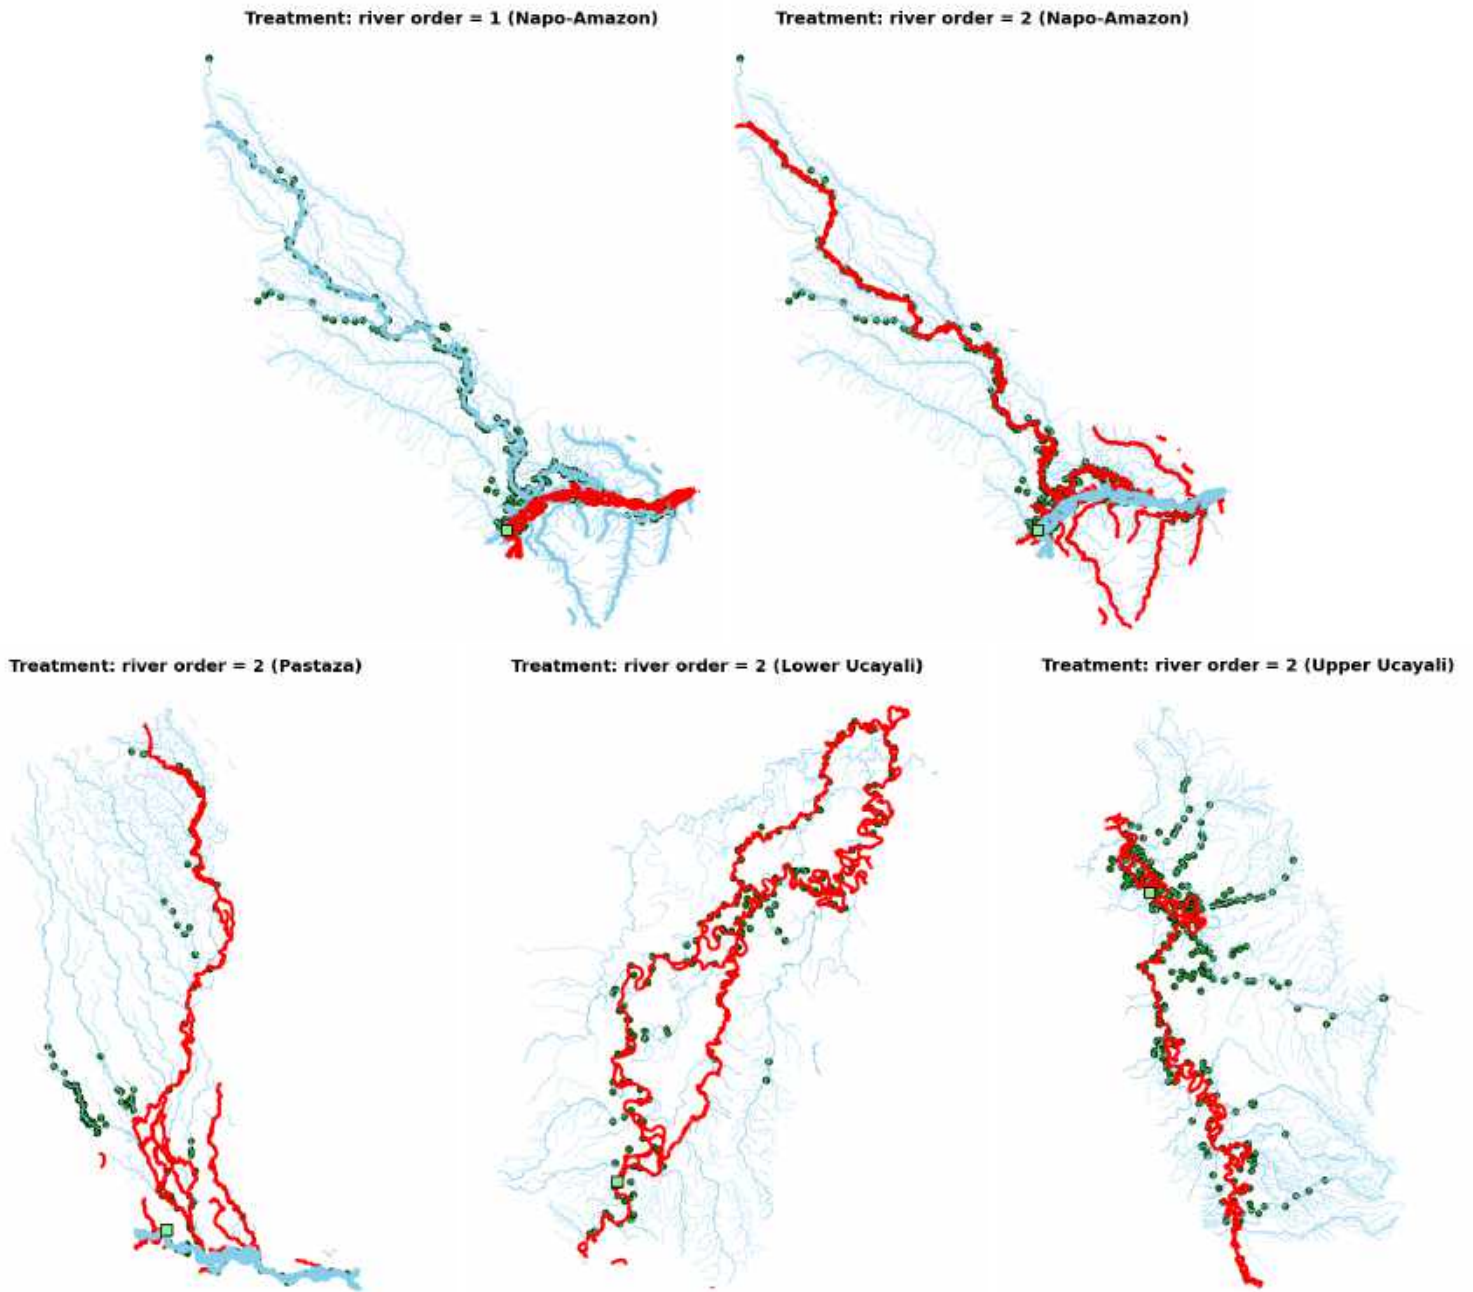 Treatment: river order = 1 (Napo-Amazon)
Treatment: river order = 2 (Napo-Amazon)
Treatment: river order = 2 (Pastaza)
Treatment: river order = 2 (Lower Ucayali)
Treatment: river order = 2 (Upper Ucayali)